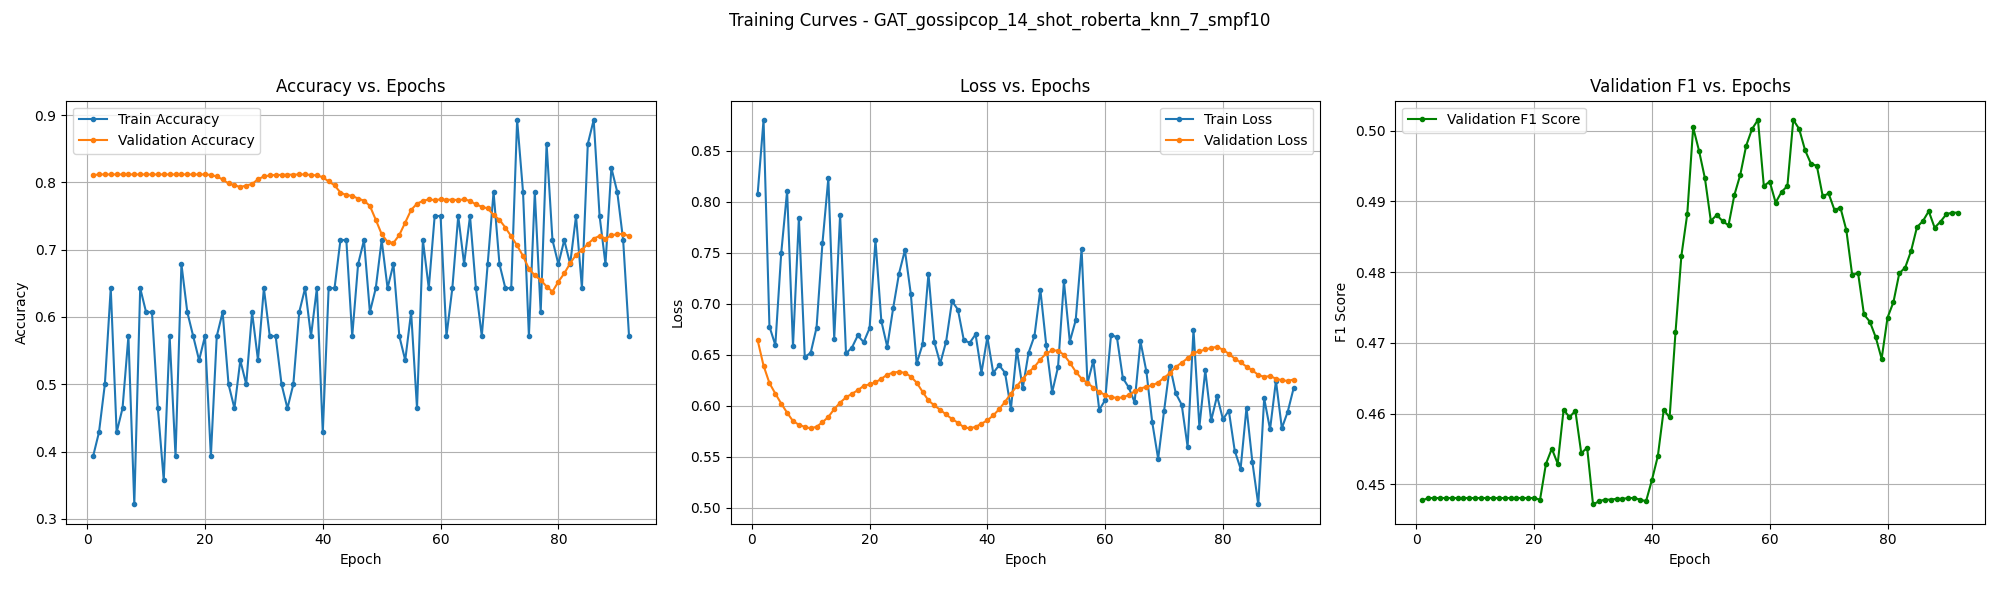 Training Curves - GAT_gossipcop_14_shot_roberta_knn_7_smpf10
Accuracy vs. Epochs
Train Accuracy
Validation Accuracy
0.9
0.8
0.7
0.6
0.5
0.4
0.3
Accuracy
0
20
40
60
80
Epoch
Loss vs. Epochs
Train Loss
Validation Loss
0.85
0.80
0.75
0.70
0.65
0.60
0.55
0.50
Loss
0
20
40
60
80
Epoch
Validation F1 vs. Epochs
Validation F1 Score
0.50
0.49
0.48
0.47
0.46
0.45
F1 Score
0
20
40
60
80
Epoch